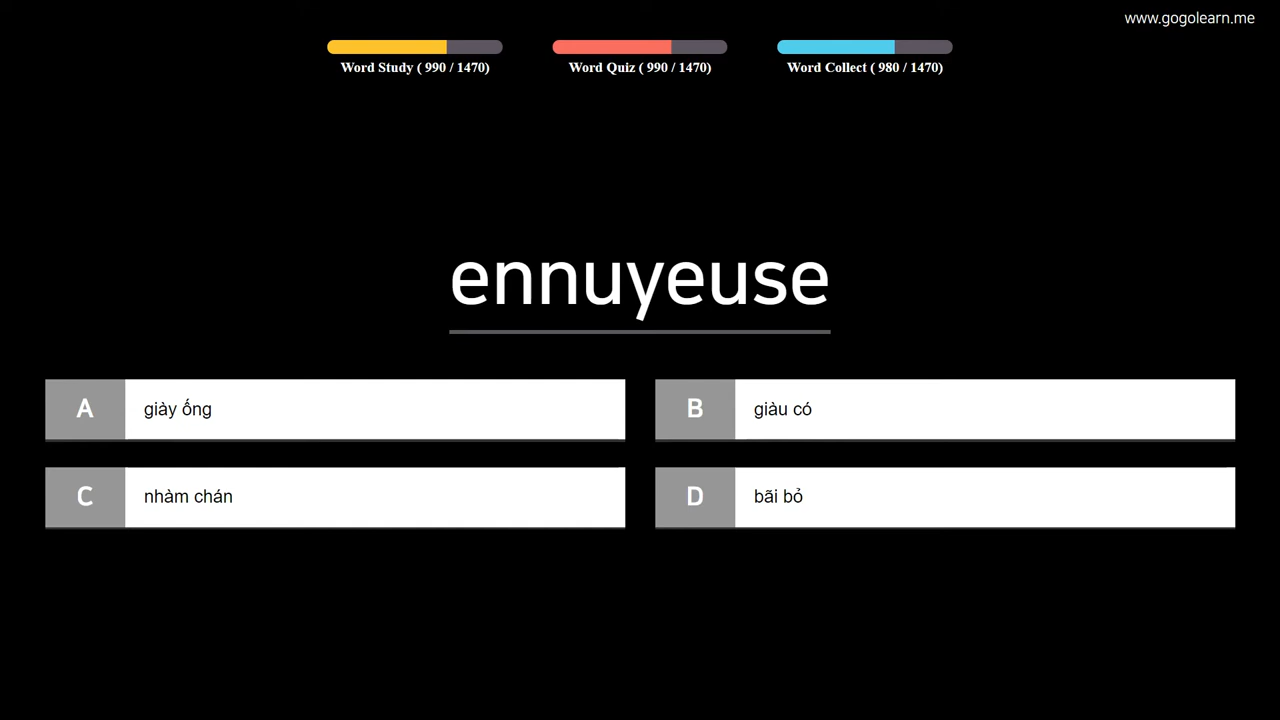 www.gogolearn.me
Word Study ( 990 / 1470)
Word Quiz ( 990 / 1470)
Word Collect ( 980 / 1470)
ennuyeuse
A giày ống
B giàu có
C nhàm chán
D bãi bỏ